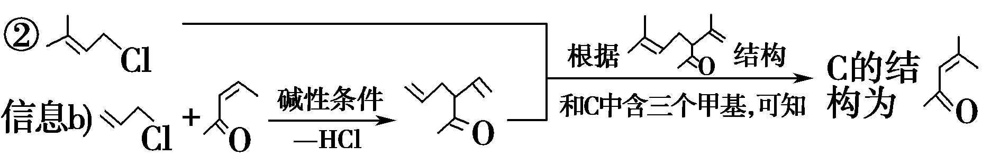 ②
Cl
根据
O
结构
信息b)
Cl
+
O
碱性条件
—HCl
O
和C中含三个甲基,可知
C的结
构为
O